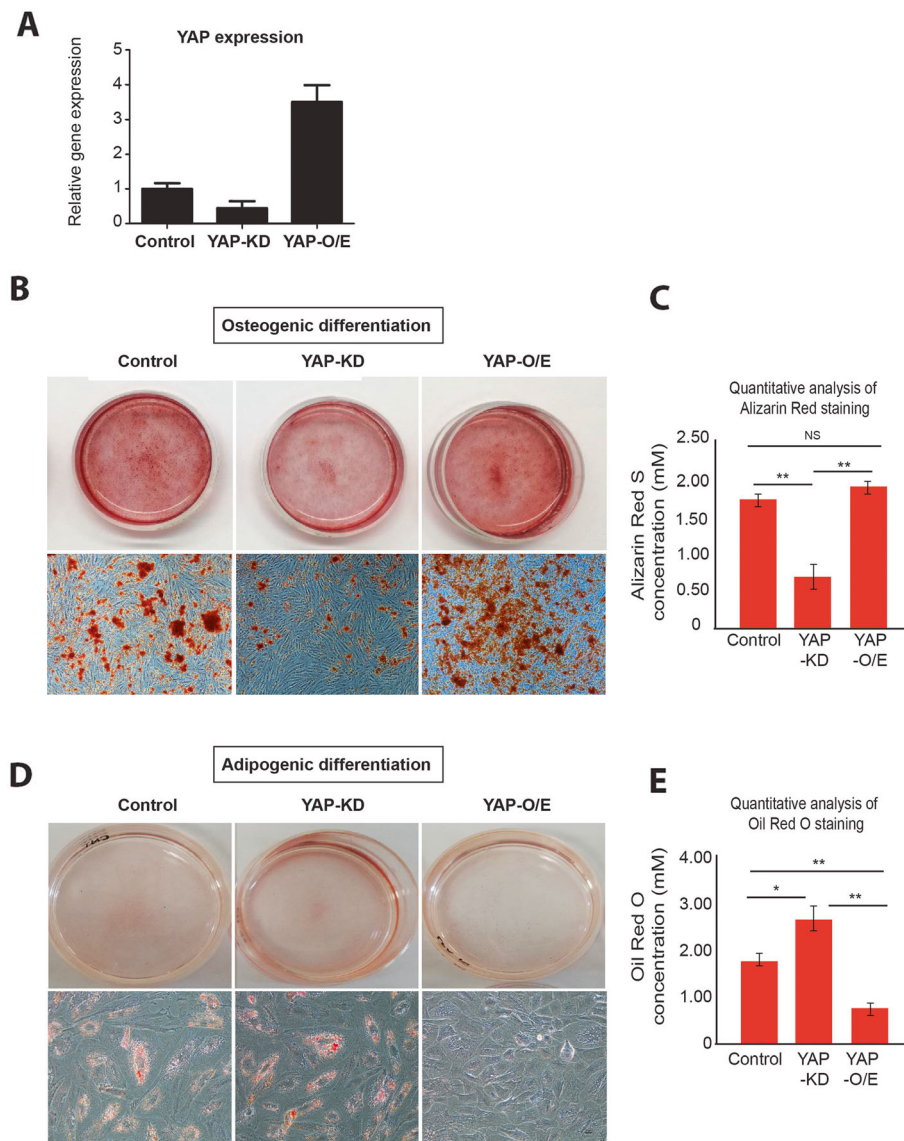 A
YAP expression
Relative gene expression
5
4
3
2
1
0
Control YAP-KD YAP-O/E
B
Osteogenic differentiation
Control YAP-KD YAP-O/E
C
Quantitative analysis of
Alizarin Red staining
Alizarin Red S
oncentration (mM)
2.50
2.00
1.50
1.00
0.50
0
NS
** **
Control YAP YAP
-KD -O/E
D
Adipogenic differentiation
Control YAP-KD YAP-O/E
E
Quantitative analysis of
Oil Red O staining
Oil Red O
concentration (mM)
4.00
3.00
2.00
1.00
0
**
* **
Control YAP YAP
-KD -O/E